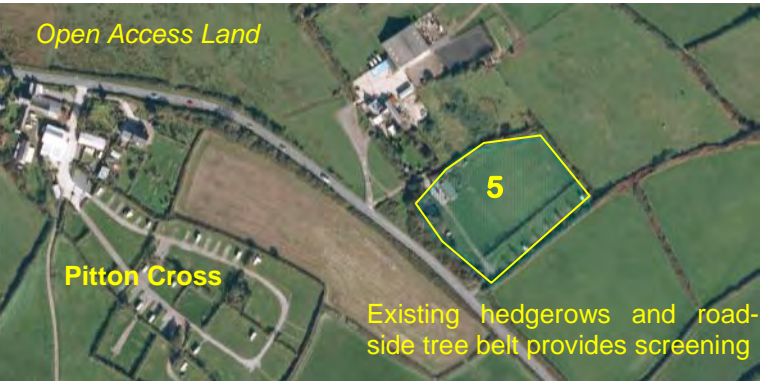 Open Access Land
5
Pitton Cross
Existing hedgerows and road-
side tree belt provides screening